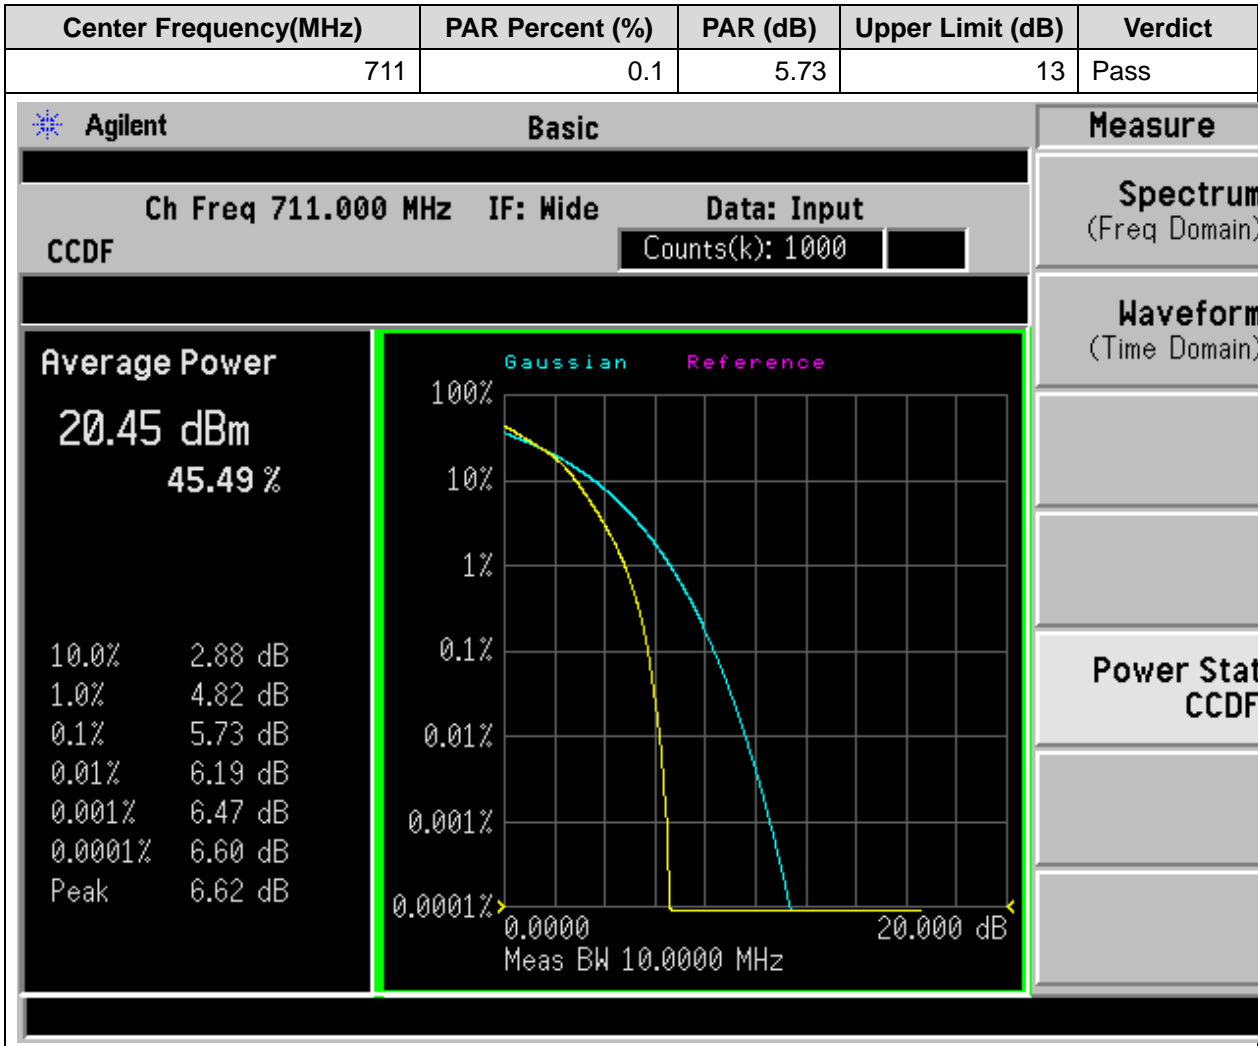 Center Frequency(MHz) PAR Percent (%) PAR (dB) Upper Limit (dB) Verdict
711 0.1 5.73 13 Pass
Agilent Basic Measure
Ch Freq 711.000 MHz IF: Wide Data: Input
CCDF Counts(k): 1000
Spectrum
(Freq Domain)
Waveform
(Time Domain)
Power Stat
CCDF
Average Power
20.45 dBm
45.49 %
10.0% 2.88 dB
1.0% 4.82 dB
0.1% 5.73 dB
0.01% 6.19 dB
0.001% 6.47 dB
0.0001% 6.60 dB
Peak 6.62 dB
Gaussian Reference
100%
10%
1%
0.1%
0.01%
0.001%
0.0001%
0.0000 20.000 dB
Meas BW 10.0000 MHz